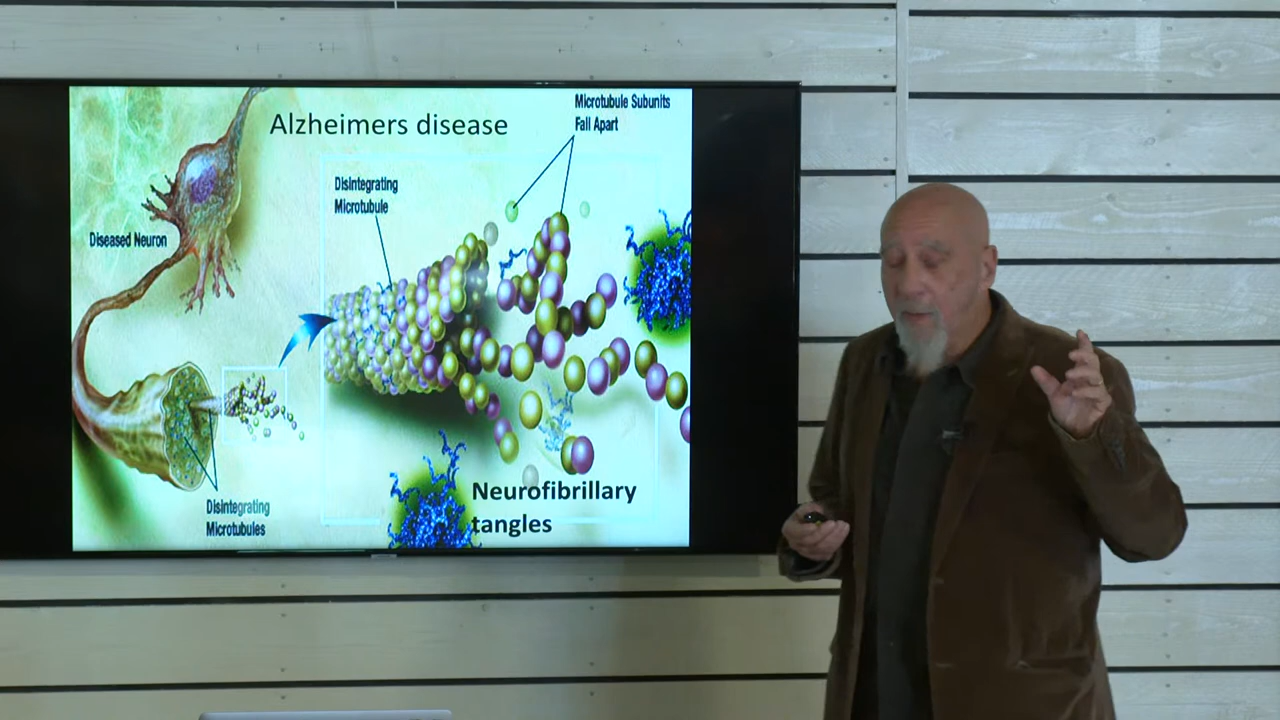 Alzheimers disease
Microtubule Subunits
Fall Apart
Disintegrating
Microtubule
Diseased Neuron
Disintegrating
Microtubules
Neurofibrillary
tangles